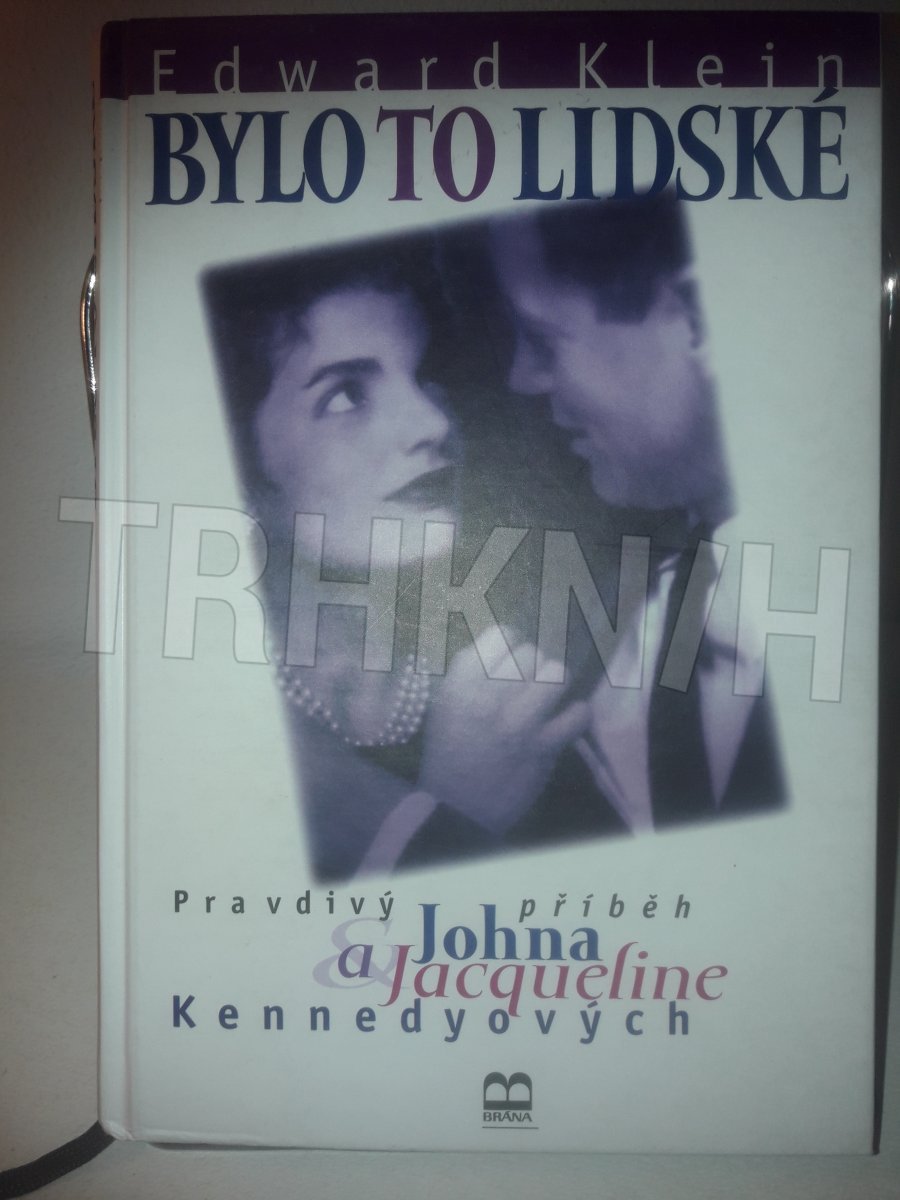 Edward Klein
BYLO TO LIDSKÉ
TRHKNIH
Pravdivý příběh
Johna
& a Jacqueline
Kennedyových
B
BRÁNA